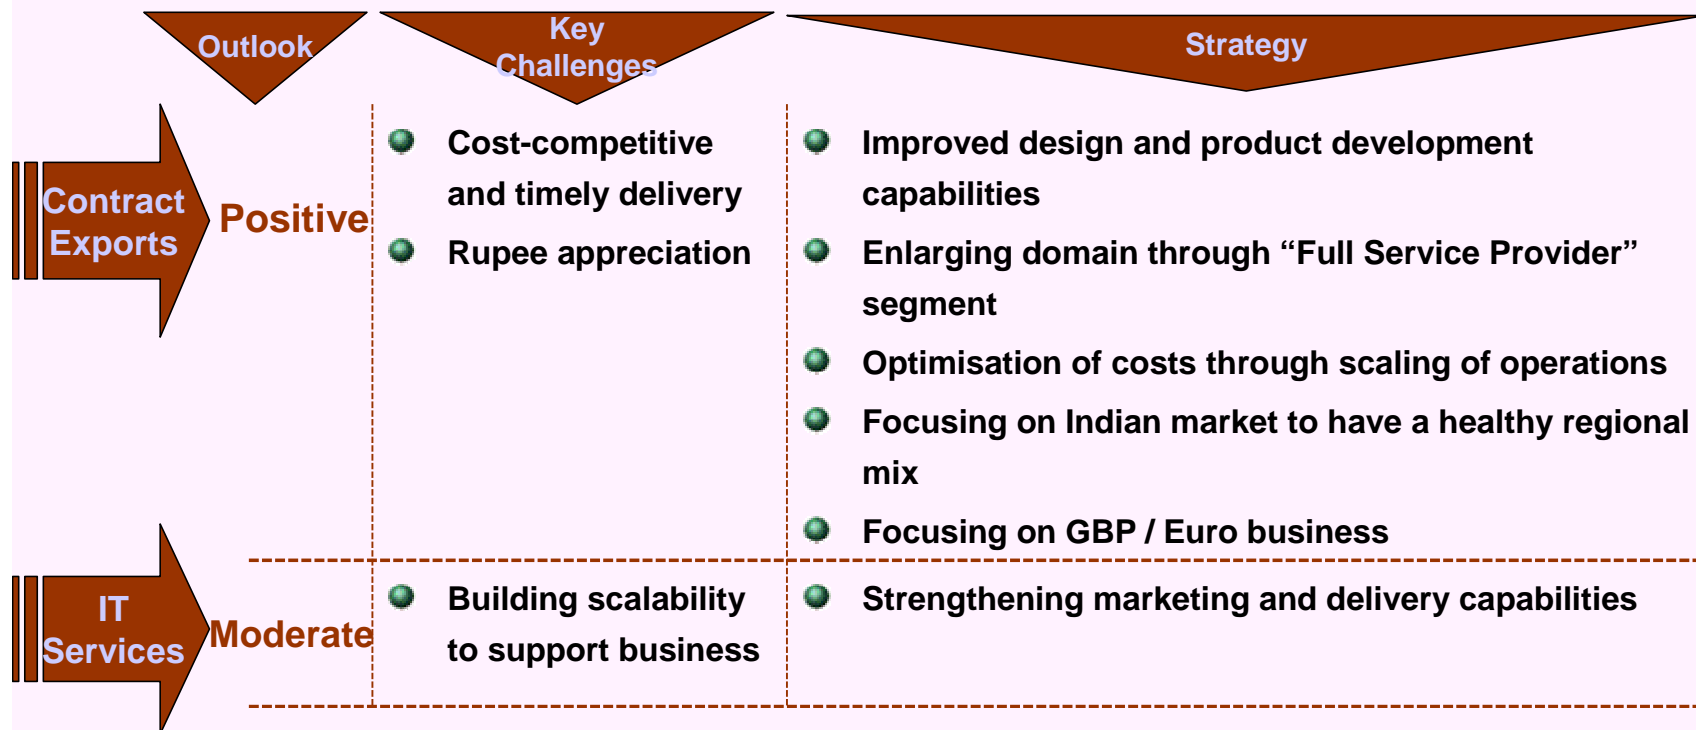 Outlook
Key
Challenges
Strategy
Contract
Exports
Positive
Cost-competitive
and timely delivery
Rupee appreciation
Improved design and product development
capabilities
Enlarging domain through “Full Service Provider”
segment
Optimisation of costs through scaling of operations
Focusing on Indian market to have a healthy regional
mix
Focusing on GBP / Euro business
IT
Services
Moderate
Building scalability
to support business
Strengthening marketing and delivery capabilities